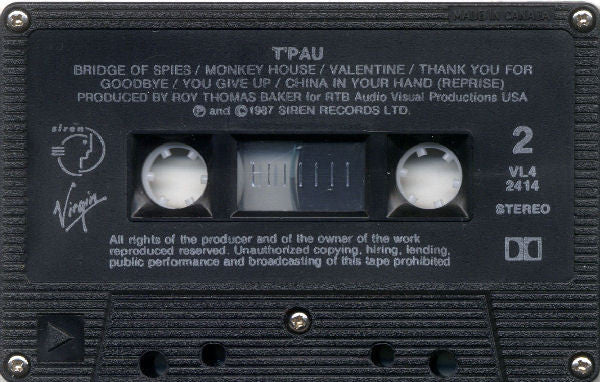 MADE IN CANADA
T'PAU
BRIDGE OF SPIES / MONKEY HOUSE / VALENTINE / THANK YOU FOR
GOODBYE / YOU GIVE UP / CHINA IN YOUR HAND (REPRISE)
PRODUCED BY ROY THOMAS BAKER for RTB Audio Visual Productions USA
℗ and ©1987 SIREN RECORDS LTD.
siren
2
VL4
2414
STEREO
Virgin
All rights of the producer and of the owner of the work
reproduced reserved. Unauthorized copying, hiring, lending,
public performance and broadcasting of this tape prohibited